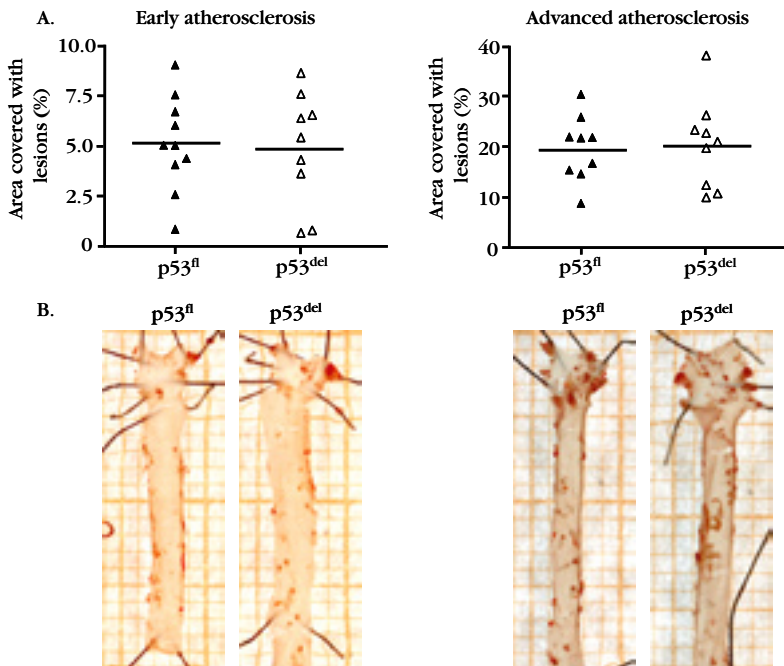 A.
Early atherosclerosis
Advanced atherosclerosis
Area covered with
lesions (%)
10.0
7.5
5.0
2.5
0
p53fl
p53del
Area covered with
lesions (%)
40
30
20
10
0
p53fl
p53del
B.
p53fl
p53del
p53fl
p53del